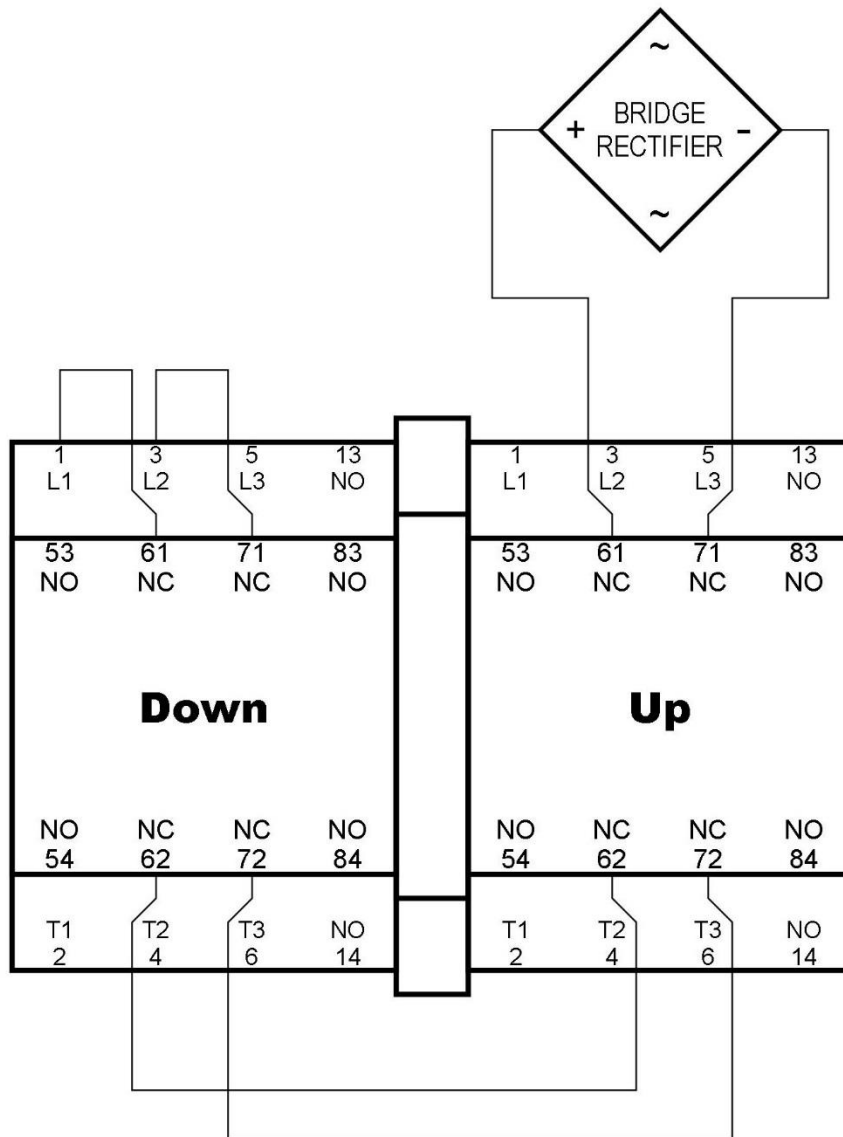 ~
BRIDGE
+ RECTIFIER -
~
1 3 5 13 1 3 5 13
L1 L2 L3 NO L1 L2 L3 NO
53 61 71 83 53 61 71 83
NO NC NC NO NO NC NC NO
Down Up
NO NC NC NO NO NC NC NO
54 62 72 84 54 62 72 84
T1 T2 T3 NO T1 T2 T3 NO
2 4 6 14 2 4 6 14